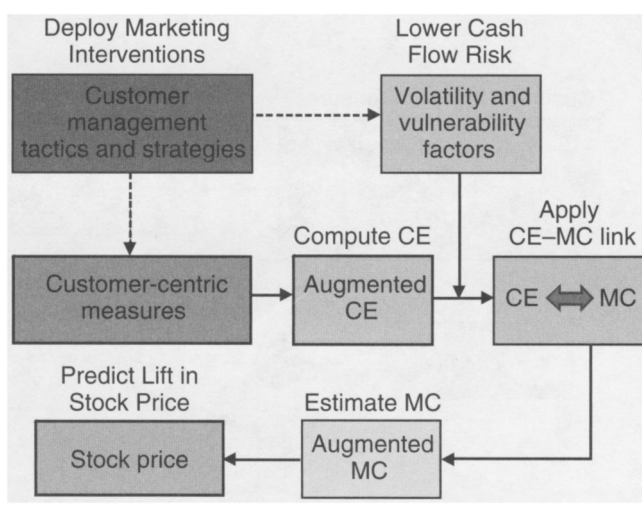 Deploy Marketing
Interventions
Lower Cash
Flow Risk
Customer
management
tactics and strategies
Volatility and
vulnerability
factors
Apply
CE–MC link
Compute CE
Customer-centric
measures
Augmented
CE
CE
MC
Predict Lift in
Stock Price
Estimate MC
Stock price
Augmented
MC